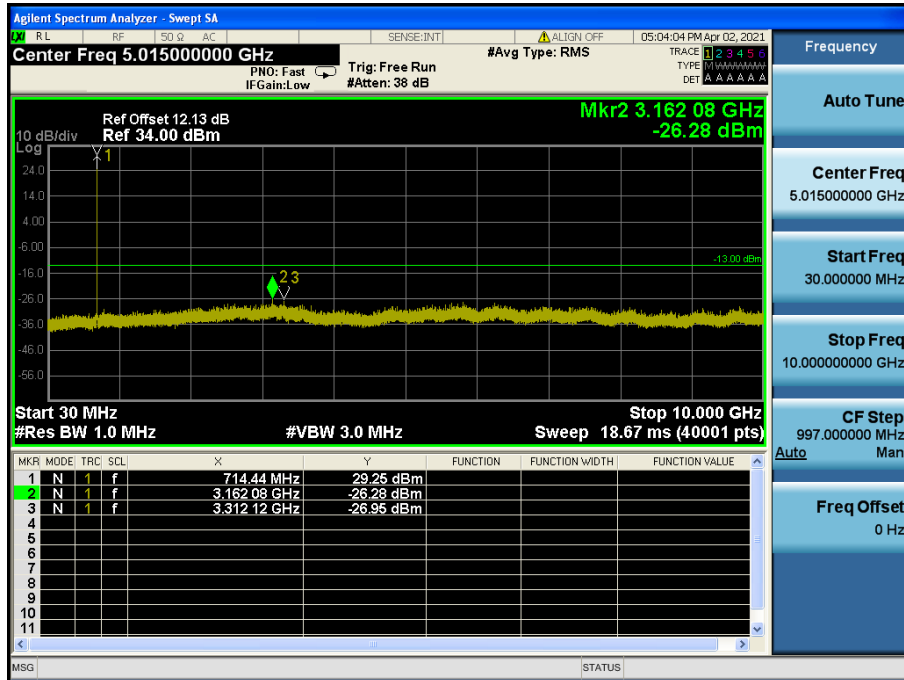 Agilent Spectrum Analyzer - Swept SA
LXI RL RF 50 Ω AC SENSE:INT ALIGN OFF 05:04:04 PM Apr 02, 2021
Center Freq 5.015000000 GHz #Avg Type: RMS TRACE 1 2 3 4 5 6
PNO: Fast Trig: Free Run TYPE M WWWWW
IFGain:Low #Atten: 38 dB DET A A A A A A
Mkr2 3.162 08 GHz
-26.28 dBm
Ref Offset 12.13 dB
10 dB/div Ref 34.00 dBm
Log
1
24.0
14.0
4.00
-6.00
-13.00 dBm
-16.0
2 3
-26.0
-36.0
-46.0
-56.0
Start 30 MHz Stop 10.000 GHz
#Res BW 1.0 MHz #VBW 3.0 MHz Sweep 18.67 ms (40001 pts)
MKR MODE TRC SCL X Y FUNCTION FUNCTION WIDTH FUNCTION VALUE
1 N 1 f 714.44 MHz 29.25 dBm
2 N 1 f 3.162 08 GHz -26.28 dBm
3 N 1 f 3.312 12 GHz -26.95 dBm
4
5
6
7
8
9
10
11
MSG STATUS
Frequency
Auto Tune
Center Freq
5.015000000 GHz
Start Freq
30.000000 MHz
Stop Freq
10.000000000 GHz
CF Step
997.000000 MHz
Auto Man
Freq Offset
0 Hz